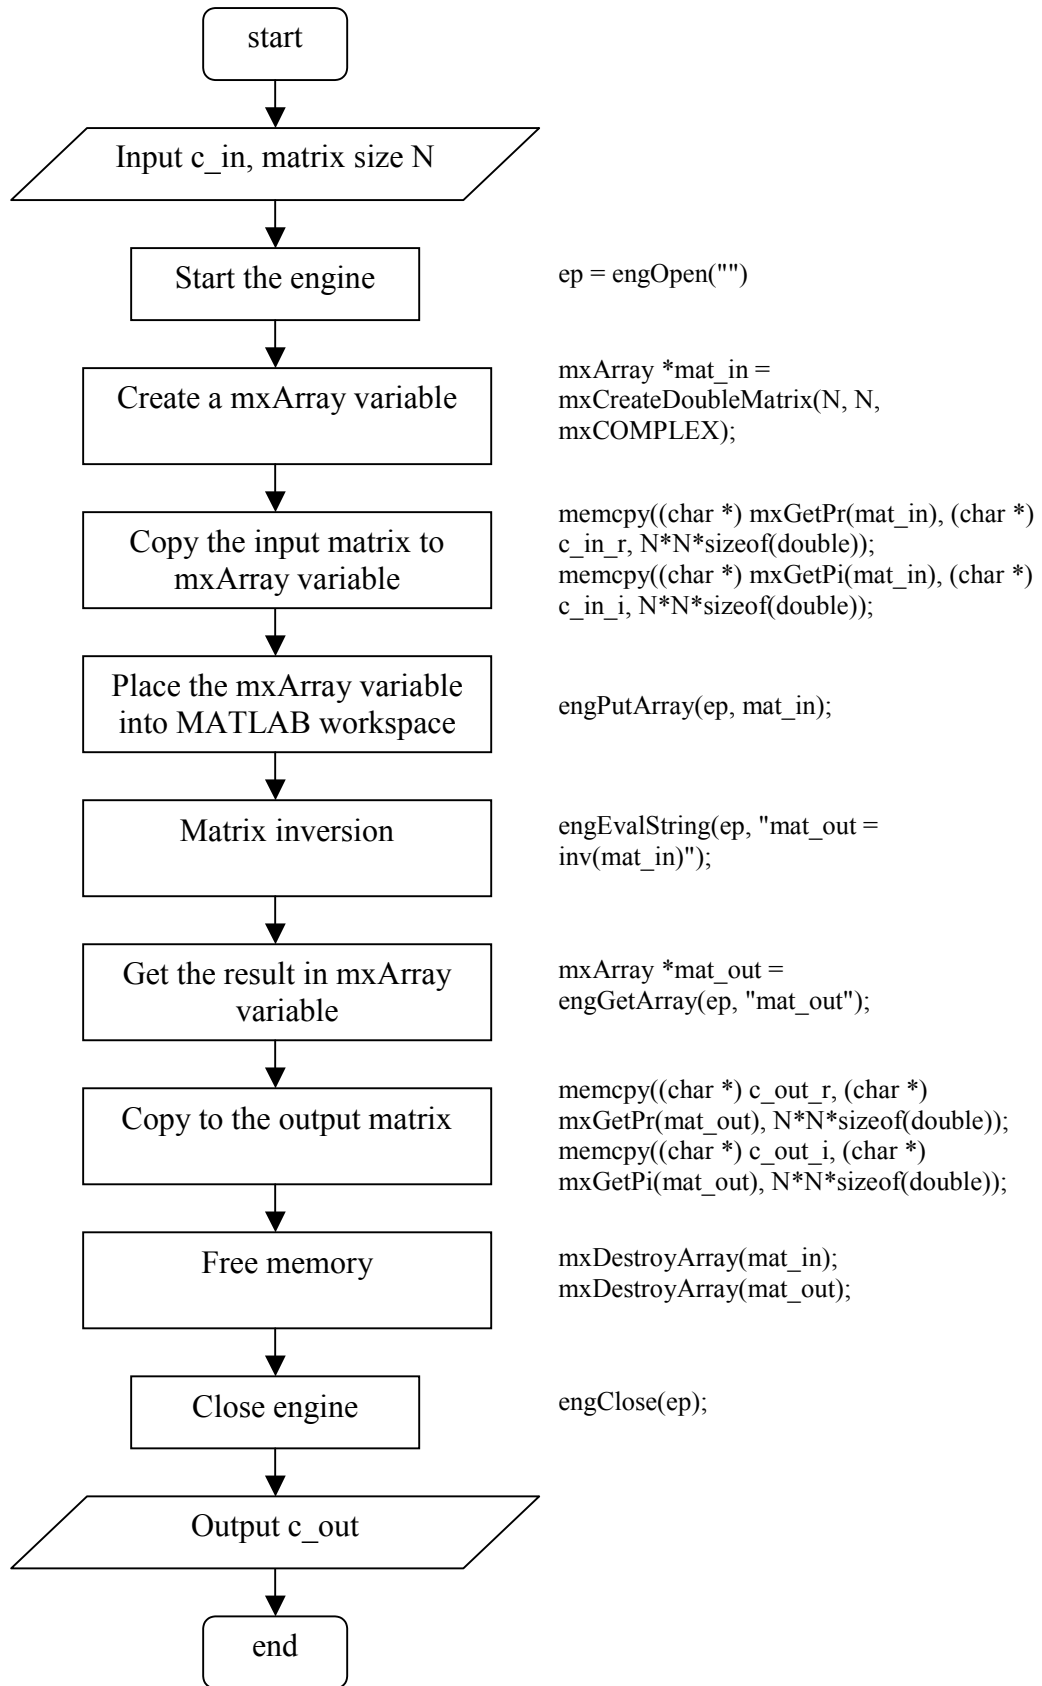 start
Input c_in, matrix size N
Start the engine
ep = engOpen("")
Create a mxArray variable
mxArray *mat_in =
mxCreateDoubleMatrix(N, N,
mxCOMPLEX);
Copy the input matrix to
mxArray variable
memcpy((char *) mxGetPr(mat_in), (char *)
c_in_r, N*N*sizeof(double));
memcpy((char *) mxGetPi(mat_in), (char *)
c_in_i, N*N*sizeof(double));
Place the mxArray variable
into MATLAB workspace
engPutArray(ep, mat_in);
Matrix inversion
engEvalString(ep, "mat_out =
inv(mat_in)");
Get the result in mxArray
variable
mxArray *mat_out =
engGetArray(ep, "mat_out");
Copy to the output matrix
memcpy((char *) c_out_r, (char *)
mxGetPr(mat_out), N*N*sizeof(double));
memcpy((char *) c_out_i, (char *)
mxGetPi(mat_out), N*N*sizeof(double));
Free memory
mxDestroyArray(mat_in);
mxDestroyArray(mat_out);
Close engine
engClose(ep);
Output c_out
end